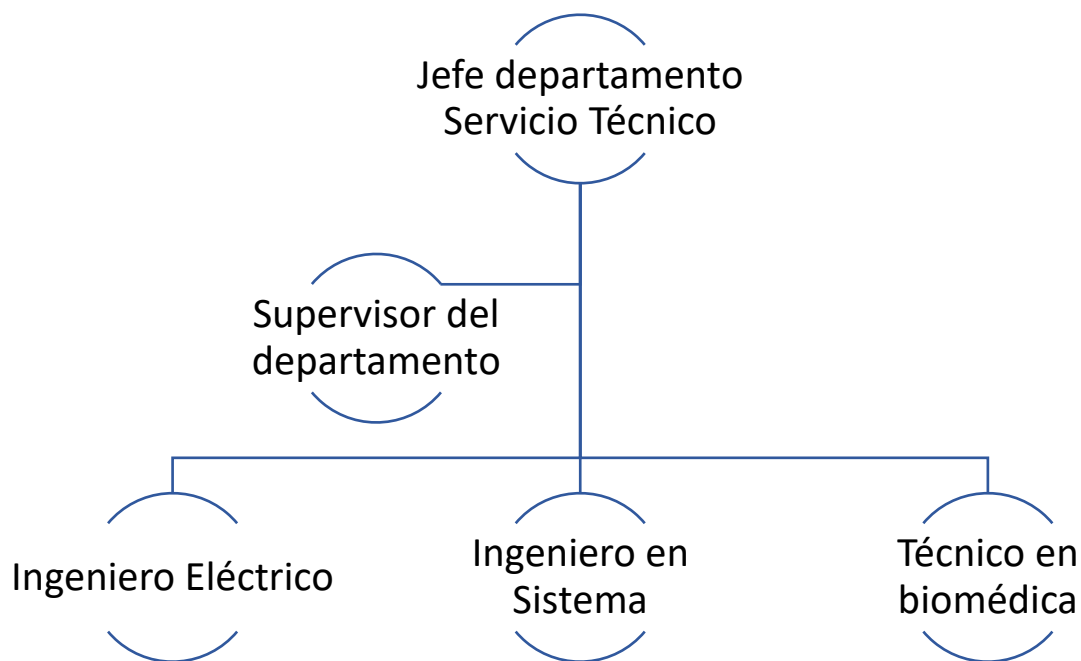 Jefe departamento
Servicio Técnico
Supervisor del
departamento
Ingeniero Eléctrico
Ingeniero en
Sistema
Técnico en
biomédica